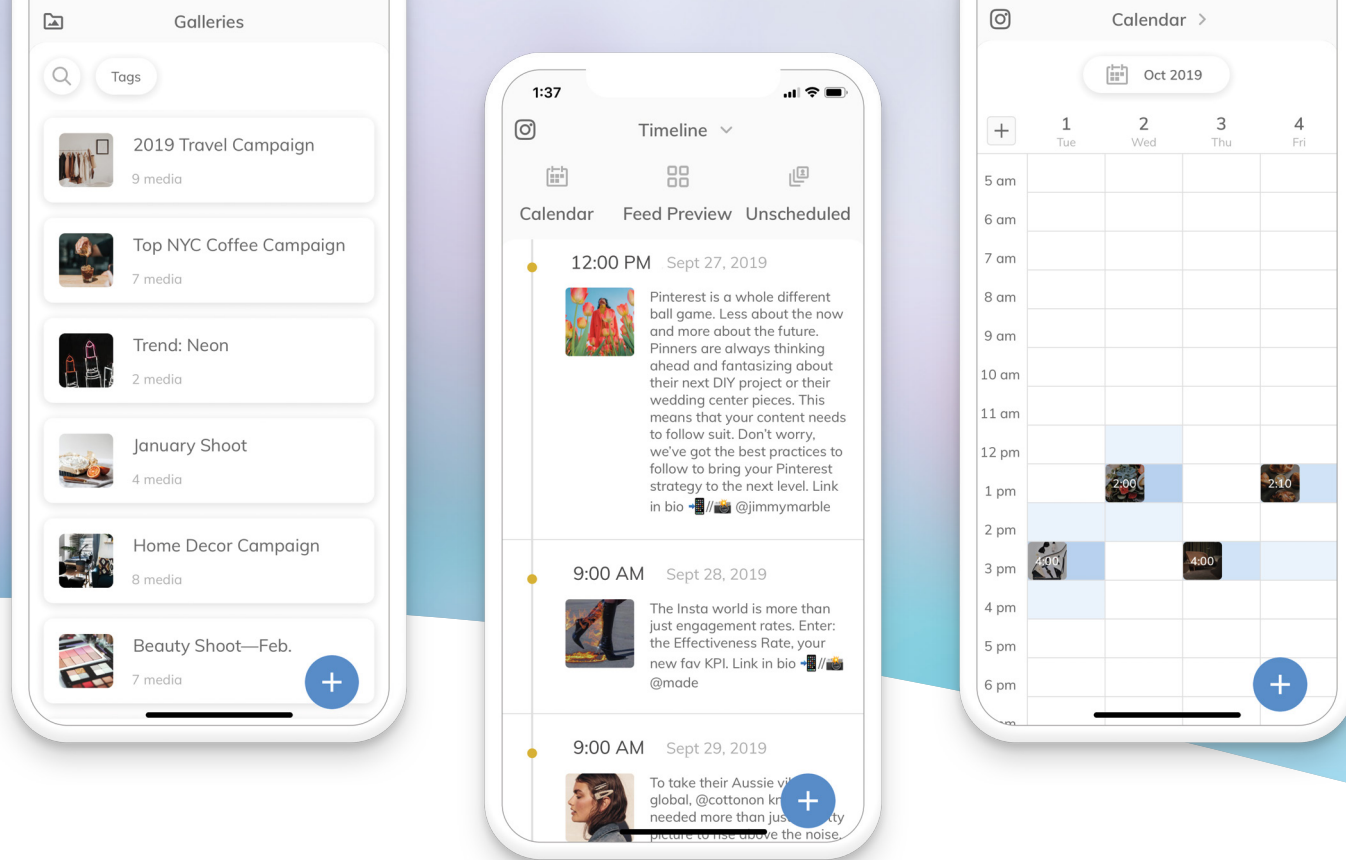 Galleries
Tags
2019 Travel Campaign
9 media
Top NYC Coffee Campaign
7 media
Trend: Neon
2 media
January Shoot
4 media
Home Decor Campaign
8 media
Beauty Shoot—Feb.
7 media
1:37
Timeline
Calendar Feed Preview Unscheduled
12:00 PM Sept 27, 2019
Pinterest is a whole different
ball game. Less about the now
and more about the future.
Pinners are always thinking
ahead and fantasizing about
their next DIY project or their
wedding center pieces. This
means that your content needs
to follow suit. Don't worry,
we've got the best practices to
follow to bring your Pinterest
strategy to the next level. Link
in bio 📲//📸 @jimmymarble
9:00 AM Sept 28, 2019
The Insta world is more than
just engagement rates. Enter:
the Effectiveness Rate, your
new fav KPI. Link in bio 📲//📸
@made
9:00 AM Sept 29, 2019
To take their Aussie
global, @cottonon
needed more than
picture to rise above the noise.
Calendar
Oct 2019
1 2 3 4
Tue Wed Thu Fri
5 am
6 am
7 am
8 am
9 am
10 am
11 am
12 pm
2:00 2:10
1 pm
2 pm
4:00 4:00
3 pm
4 pm
5 pm
6 pm